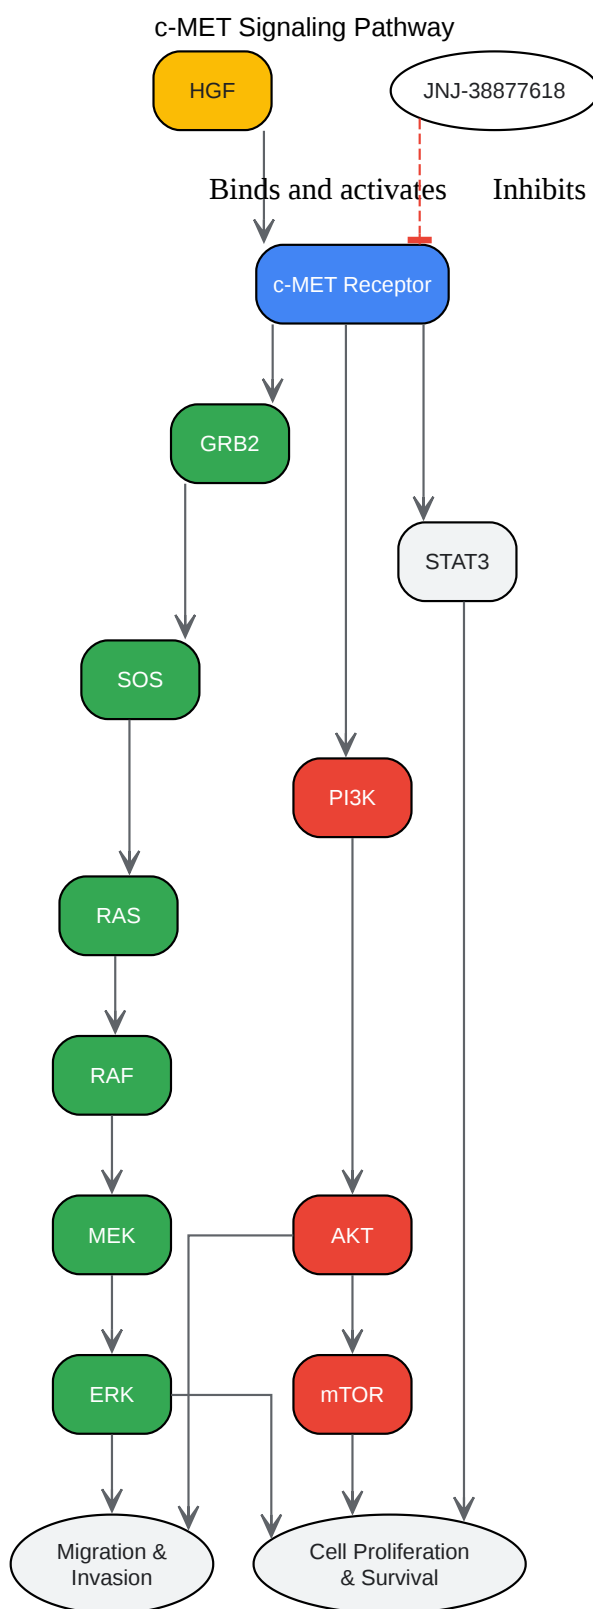 c-MET Signaling Pathway
HGF
JNJ-38877618
Binds and activates
Inhibits
c-MET Receptor
GRB2
STAT3
SOS
PI3K
RAS
RAF
MEK
AKT
ERK
mTOR
Migration &
Invasion
Cell Proliferation
& Survival